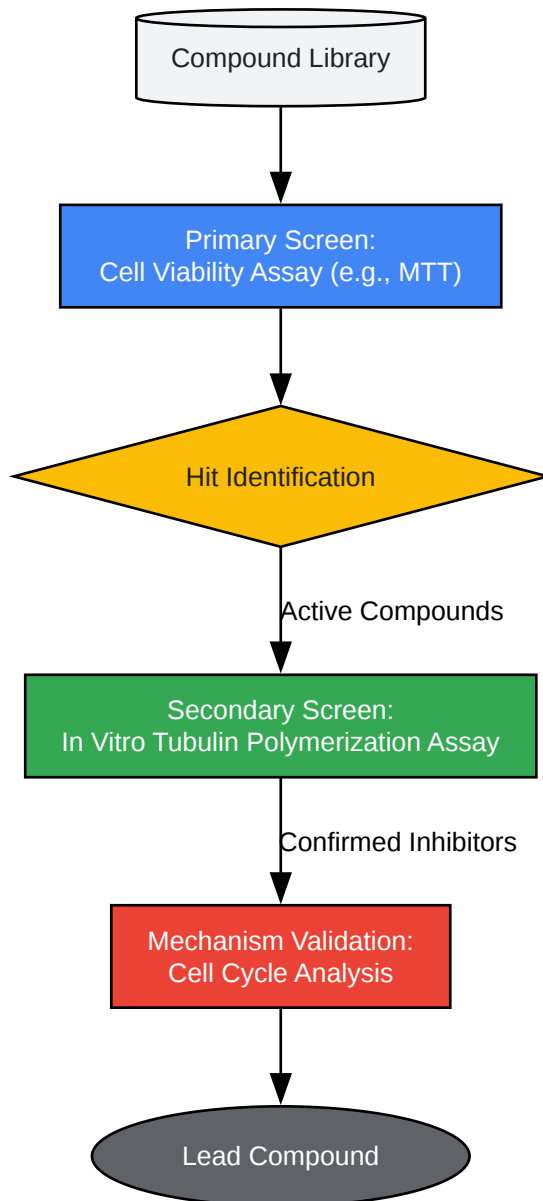 Compound Library
Primary Screen:
Cell Viability Assay (e.g., MTT)
Hit Identification
Active Compounds
Secondary Screen:
In Vitro Tubulin Polymerization Assay
Confirmed Inhibitors
Mechanism Validation:
Cell Cycle Analysis
Lead Compound